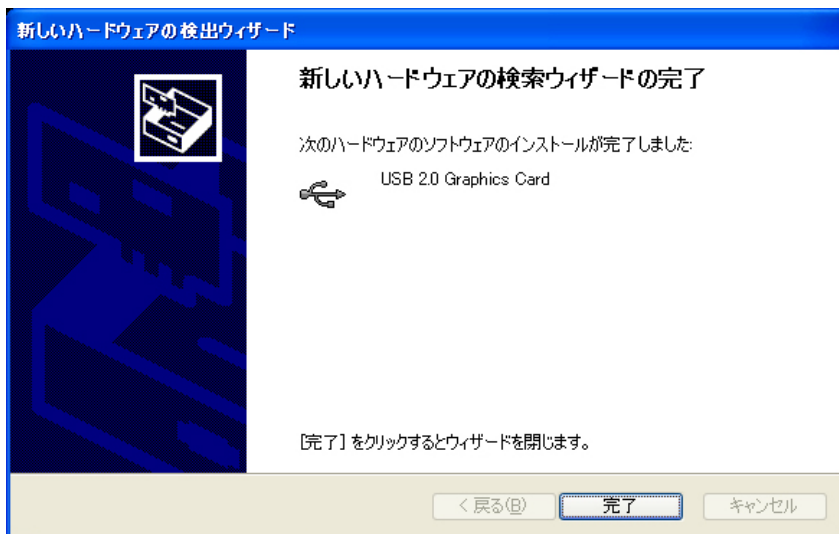 新しいハードウェアの検出ウィザード
新しいハードウェアの検索ウィザードの完了
次のハードウェアのソフトウェアのインストールが完了しました:
USB 2.0 Graphics Card
[完了] をクリックするとウィザードを閉じます。
< 戻る(B) 完了 キャンセル